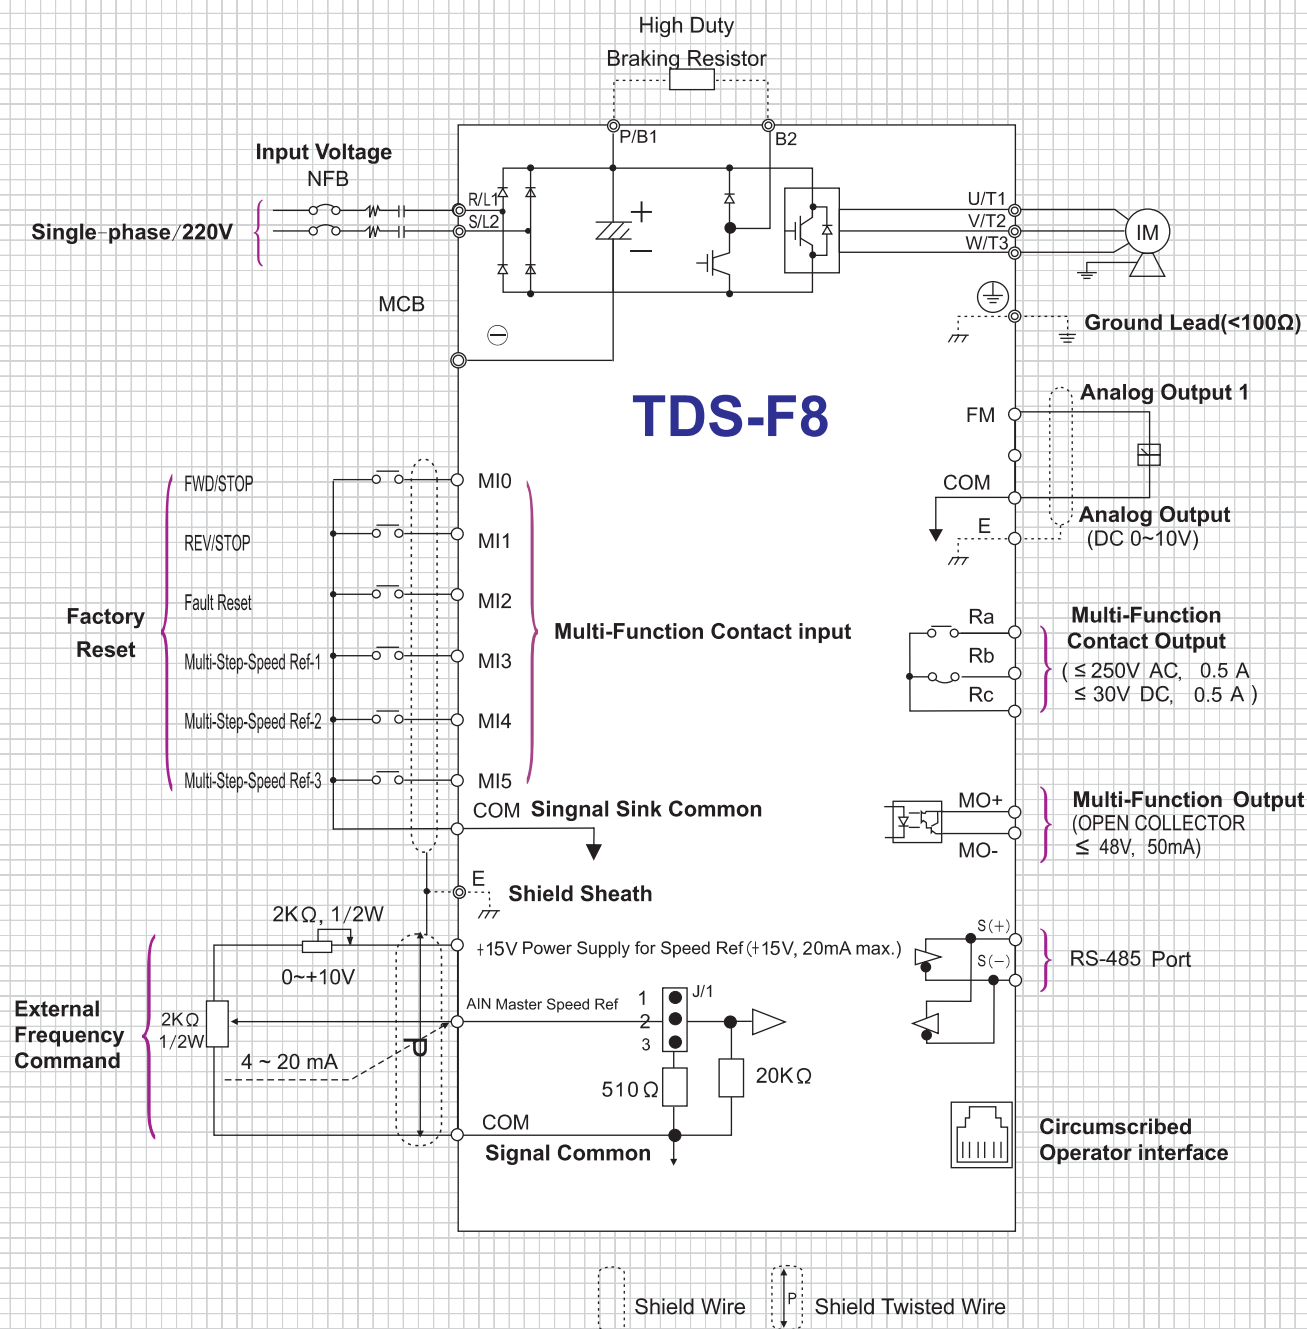 High Duty
Braking Resistor
P/B1
B2
Input Voltage
NFB
R/L1
S/L2
Single-phase/220V
MCB
U/T1
V/T2
W/T3
IM
Ground Lead(<100Ω)
TDS-F8
Analog Output 1
FM
COM
E
Analog Output
(DC 0~10V)
FWD/STOP
REV/STOP
Fault Reset
Multi-Step-Speed Ref-1
Multi-Step-Speed Ref-2
Multi-Step-Speed Ref-3
Factory
Reset
MI0
MI1
MI2
MI3
MI4
MI5
Multi-Function Contact input
COM Singnal Sink Common
E
Shield Sheath
Ra
Rb
Rc
Multi-Function
Contact Output
( ≤ 250V AC, 0.5 A
≤ 30V DC, 0.5 A )
MO+
MO-
Multi-Function Output
(OPEN COLLECTOR
≤ 48V, 50mA)
2KΩ, 1/2W
0~+10V
+15V Power Supply for Speed Ref (+15V, 20mA max.)
S(+)
S(-)
RS-485 Port
External
Frequency
Command
2KΩ
1/2W
4 ~ 20 mA
P
AIN Master Speed Ref
1
2
3
J/1
510Ω
20KΩ
COM
Signal Common
Circumscribed
Operator interface
Shield Wire
P
Shield Twisted Wire